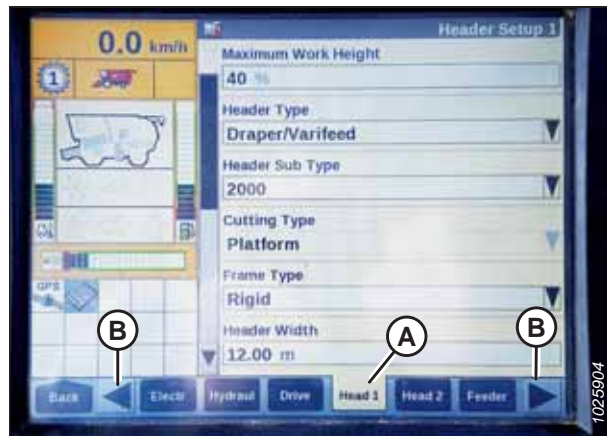 0.0 km/h
Header Setup 1
Maximum Work Height
40 %
1
Header Type
Draper/Varifeed
Header Sub Type
2000
Cutting Type
Platform
Frame Type
GPS
Rigid
Header Width
12.00 m
B
A
B
Back
Electr
Hydraul
Drive
Head 1
Head 2
Feeder
1025904